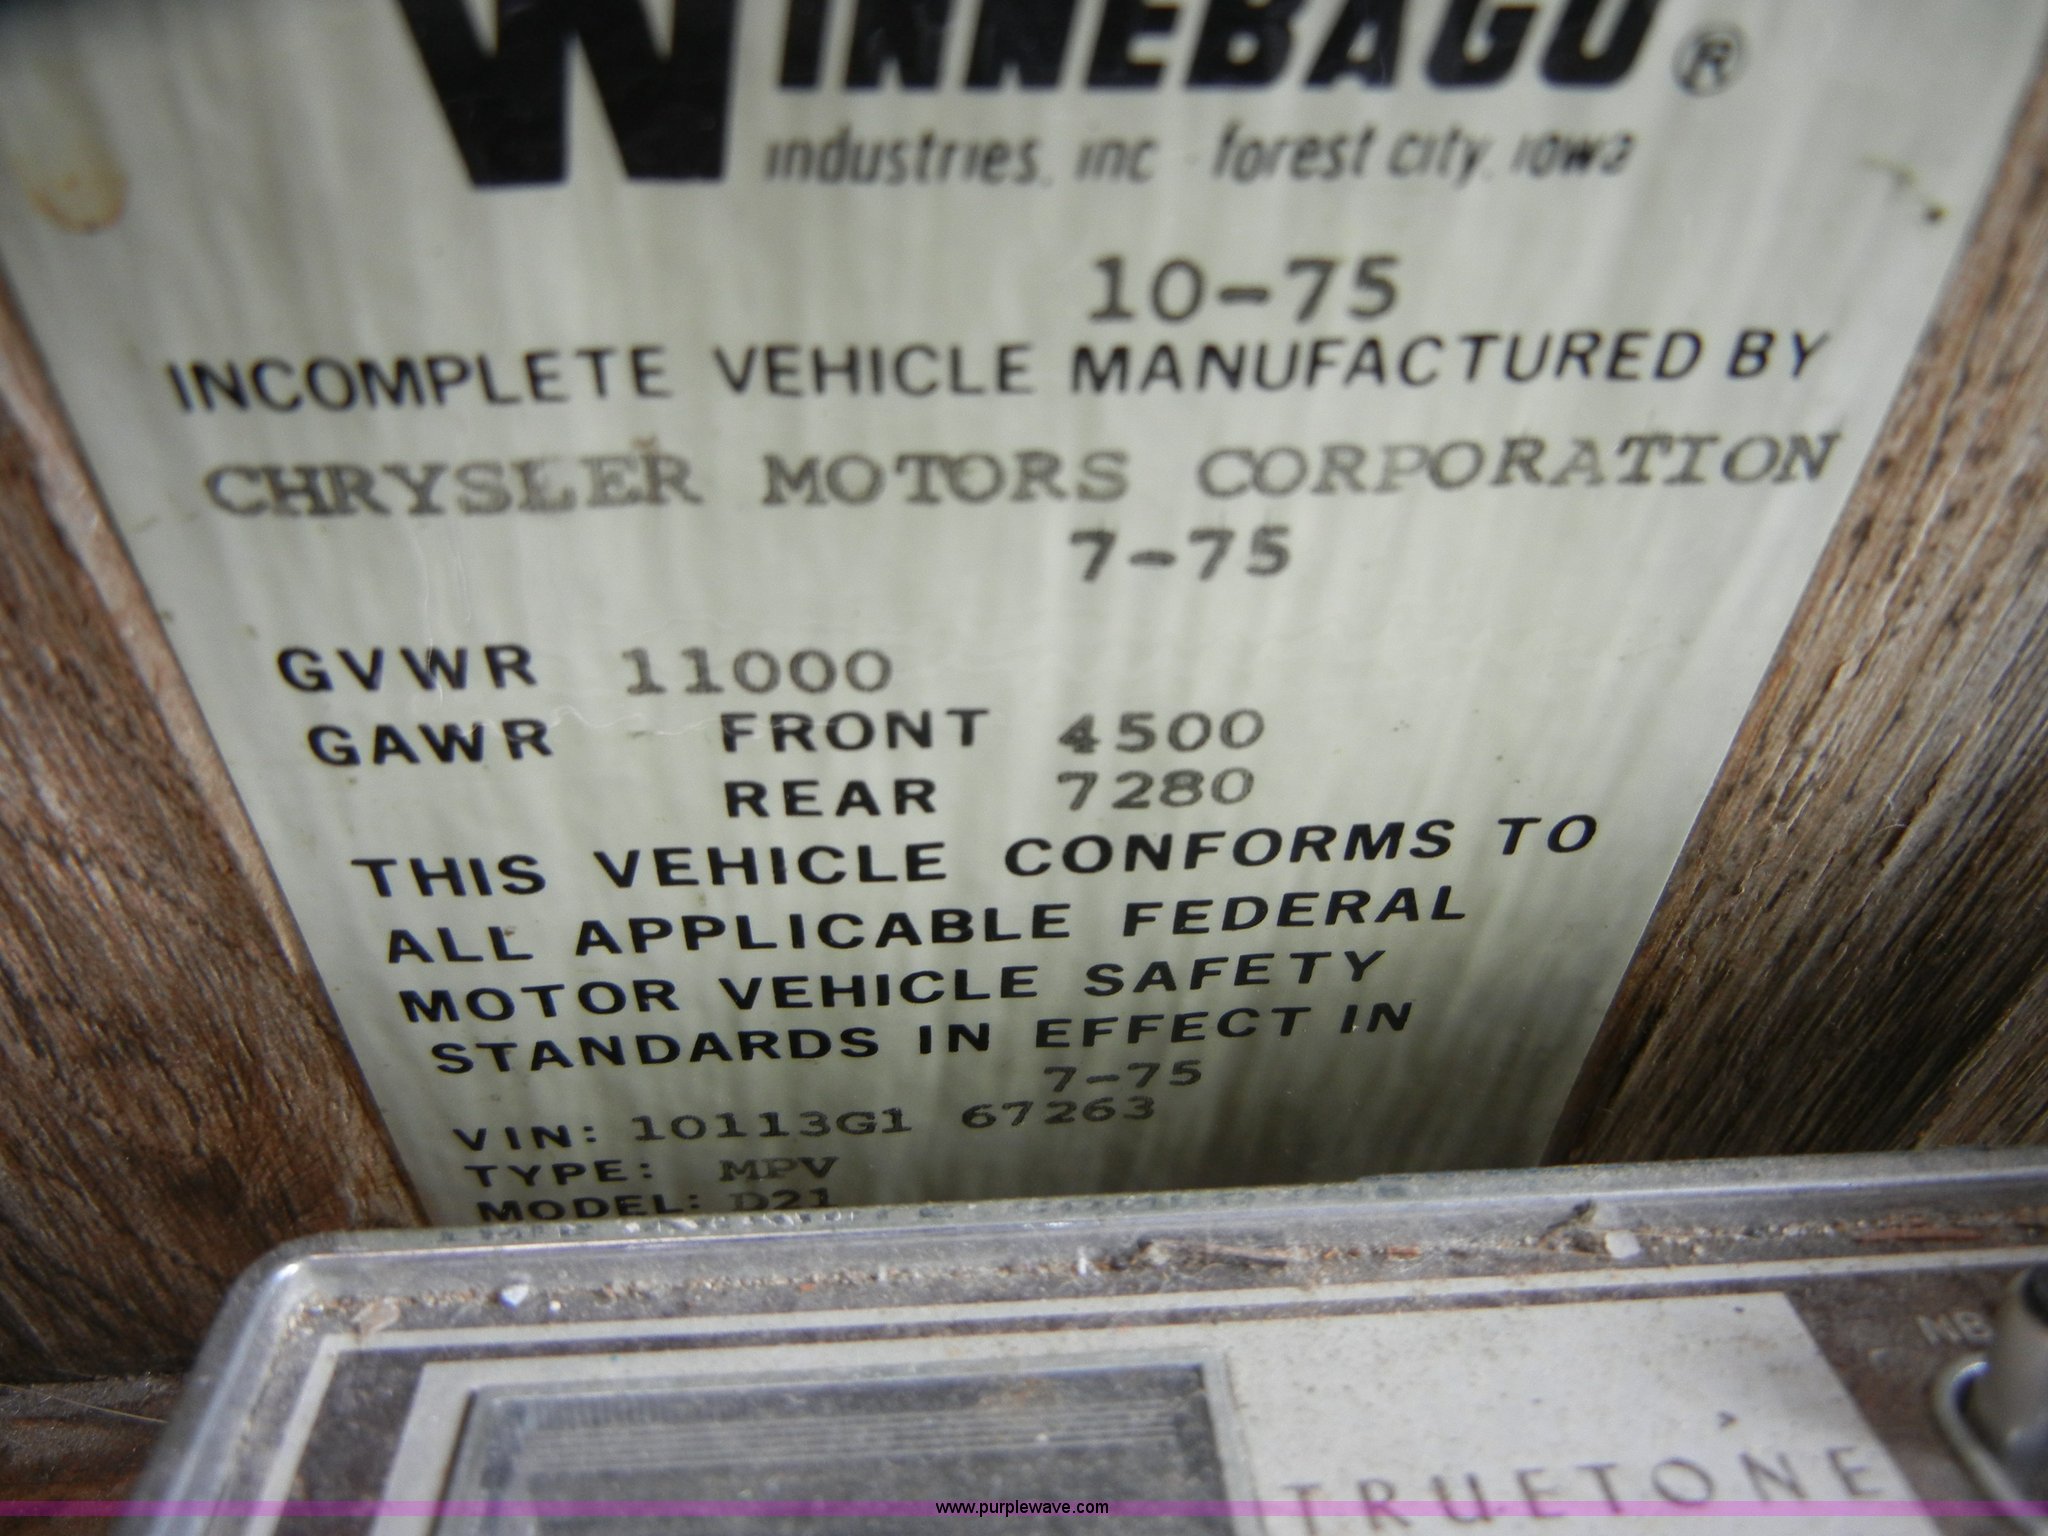 WINNEBAGO ®
industries, inc - forest city, iowa
10-75
INCOMPLETE VEHICLE MANUFACTURED BY
CHRYSLER MOTORS CORPORATION
7-75
GVWR 11000
GAWR FRONT 4500
REAR 7280
THIS VEHICLE CONFORMS TO
ALL APPLICABLE FEDERAL
MOTOR VEHICLE SAFETY
STANDARDS IN EFFECT IN
7-75
VIN: 10113G1 67263
TYPE: MPV
MODEL: D21
NB
TRUETONE
www.purplewave.com